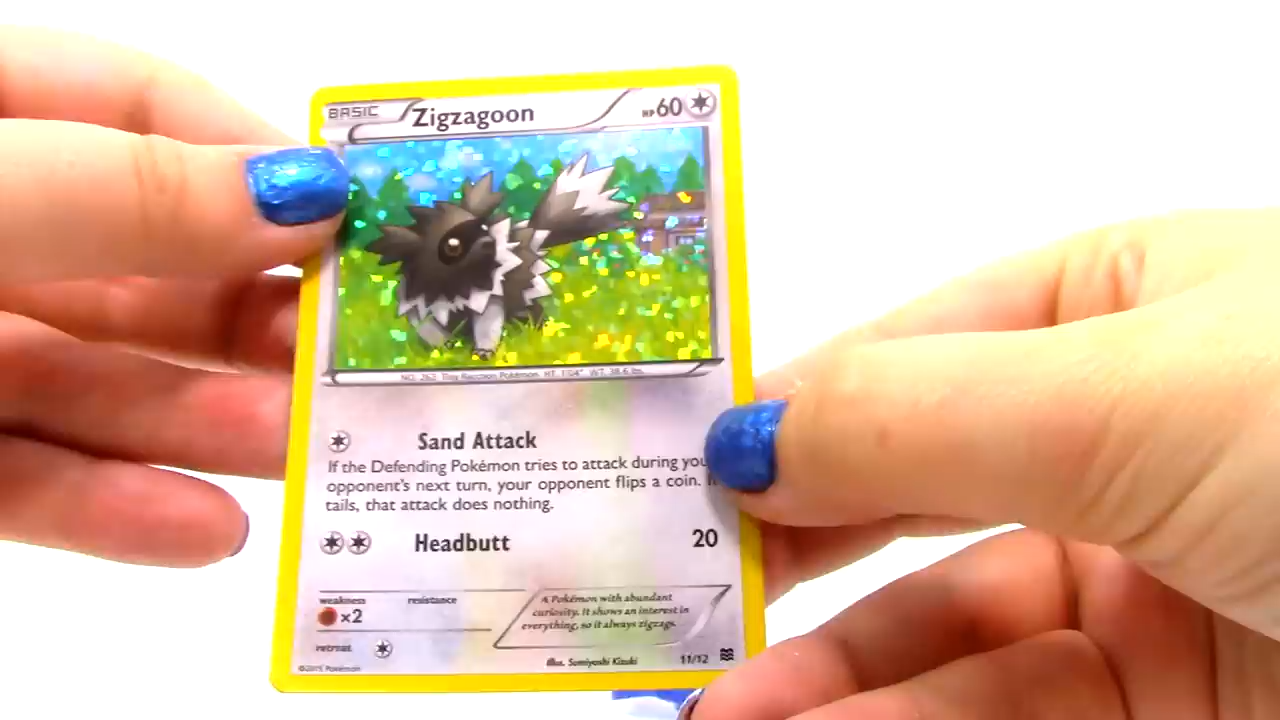 BASIC Zigzagoon HP 60
NO. 263 Tiny Raccoon Pokémon HT: 1'04" WT: 38.6 lbs.
Sand Attack
If the Defending Pokémon tries to attack during
opponent's next turn, your opponent flips a coin.
tails, that attack does nothing.
Headbutt 20
weakness resistance
×2
retreat
A Pokémon with abundant
curiosity. It shows an interest in
everything, so it always zigzags.
Illus. Sumiyoshi Kizuki 11/12
©2015 Pokémon